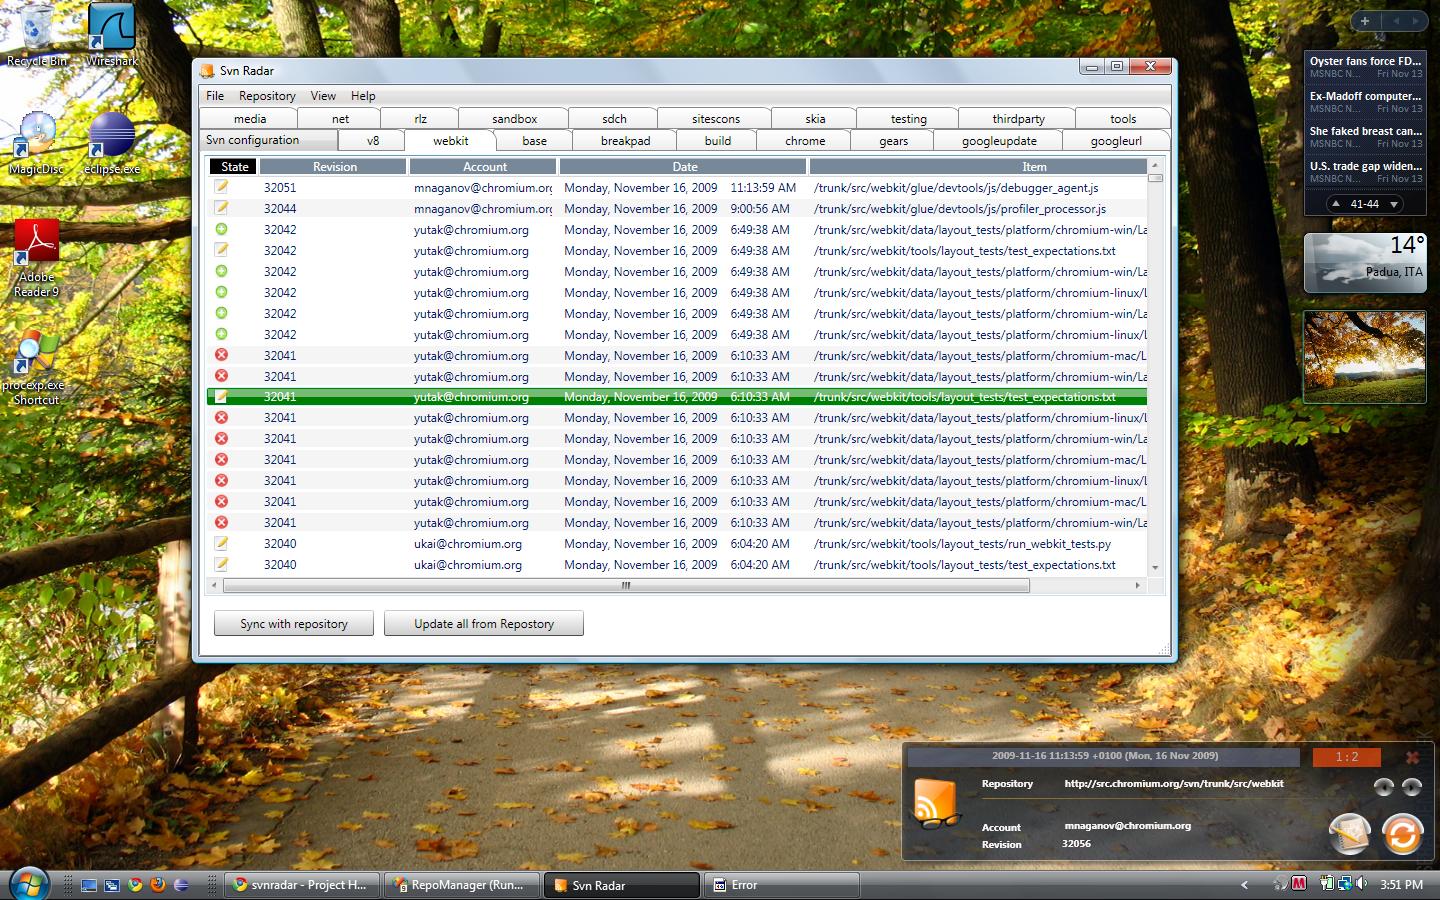 Recycle Bin
Wireshark
MagicDisc
eclipse.exe
Adobe
Reader 9
procexp.exe -
Shortcut
Svn Radar
File Repository View Help
media net rlz sandbox sdch sitescons skia testing thirdparty tools
Svn configuration v8 webkit base breakpad build chrome gears googleupdate googleurl
State Revision Account Date Item
32051 mnaganov@chromium.org Monday, November 16, 2009 11:13:59 AM /trunk/src/webkit/glue/devtools/js/debugger_agent.js
32044 mnaganov@chromium.org Monday, November 16, 2009 9:00:56 AM /trunk/src/webkit/glue/devtools/js/profiler_processor.js
32042 yutak@chromium.org Monday, November 16, 2009 6:49:38 AM /trunk/src/webkit/data/layout_tests/platform/chromium-win/La
32042 yutak@chromium.org Monday, November 16, 2009 6:49:38 AM /trunk/src/webkit/tools/layout_tests/test_expectations.txt
32042 yutak@chromium.org Monday, November 16, 2009 6:49:38 AM /trunk/src/webkit/data/layout_tests/platform/chromium-win/La
32042 yutak@chromium.org Monday, November 16, 2009 6:49:38 AM /trunk/src/webkit/data/layout_tests/platform/chromium-linux/L
32042 yutak@chromium.org Monday, November 16, 2009 6:49:38 AM /trunk/src/webkit/data/layout_tests/platform/chromium-win/La
32042 yutak@chromium.org Monday, November 16, 2009 6:49:38 AM /trunk/src/webkit/data/layout_tests/platform/chromium-linux/L
32041 yutak@chromium.org Monday, November 16, 2009 6:10:33 AM /trunk/src/webkit/data/layout_tests/platform/chromium-mac/L
32041 yutak@chromium.org Monday, November 16, 2009 6:10:33 AM /trunk/src/webkit/data/layout_tests/platform/chromium-win/La
32041 yutak@chromium.org Monday, November 16, 2009 6:10:33 AM /trunk/src/webkit/tools/layout_tests/test_expectations.txt
32041 yutak@chromium.org Monday, November 16, 2009 6:10:33 AM /trunk/src/webkit/data/layout_tests/platform/chromium-linux/L
32041 yutak@chromium.org Monday, November 16, 2009 6:10:33 AM /trunk/src/webkit/data/layout_tests/platform/chromium-win/La
32041 yutak@chromium.org Monday, November 16, 2009 6:10:33 AM /trunk/src/webkit/data/layout_tests/platform/chromium-mac/L
32041 yutak@chromium.org Monday, November 16, 2009 6:10:33 AM /trunk/src/webkit/data/layout_tests/platform/chromium-linux/L
32041 yutak@chromium.org Monday, November 16, 2009 6:10:33 AM /trunk/src/webkit/data/layout_tests/platform/chromium-mac/L
32041 yutak@chromium.org Monday, November 16, 2009 6:10:33 AM /trunk/src/webkit/data/layout_tests/platform/chromium-win/La
32040 ukai@chromium.org Monday, November 16, 2009 6:04:20 AM /trunk/src/webkit/tools/layout_tests/run_webkit_tests.py
32040 ukai@chromium.org Monday, November 16, 2009 6:04:20 AM /trunk/src/webkit/tools/layout_tests/test_expectations.txt
Sync with repository
Update all from Repostory
Oyster fans force FD...
MSNBC N... Fri Nov 13
Ex-Madoff computer...
MSNBC N... Fri Nov 13
She faked breast can...
MSNBC N... Fri Nov 13
U.S. trade gap widen...
MSNBC N... Fri Nov 13
41-44
14°
Padua, ITA
2009-11-16 11:13:59 +0100 (Mon, 16 Nov 2009)
1 : 2
Repository http://src.chromium.org/svn/trunk/src/webkit
Account mnaganov@chromium.org
Revision 32056
svnradar - Project H...
RepoManager (Run...
Svn Radar
Error
3:51 PM